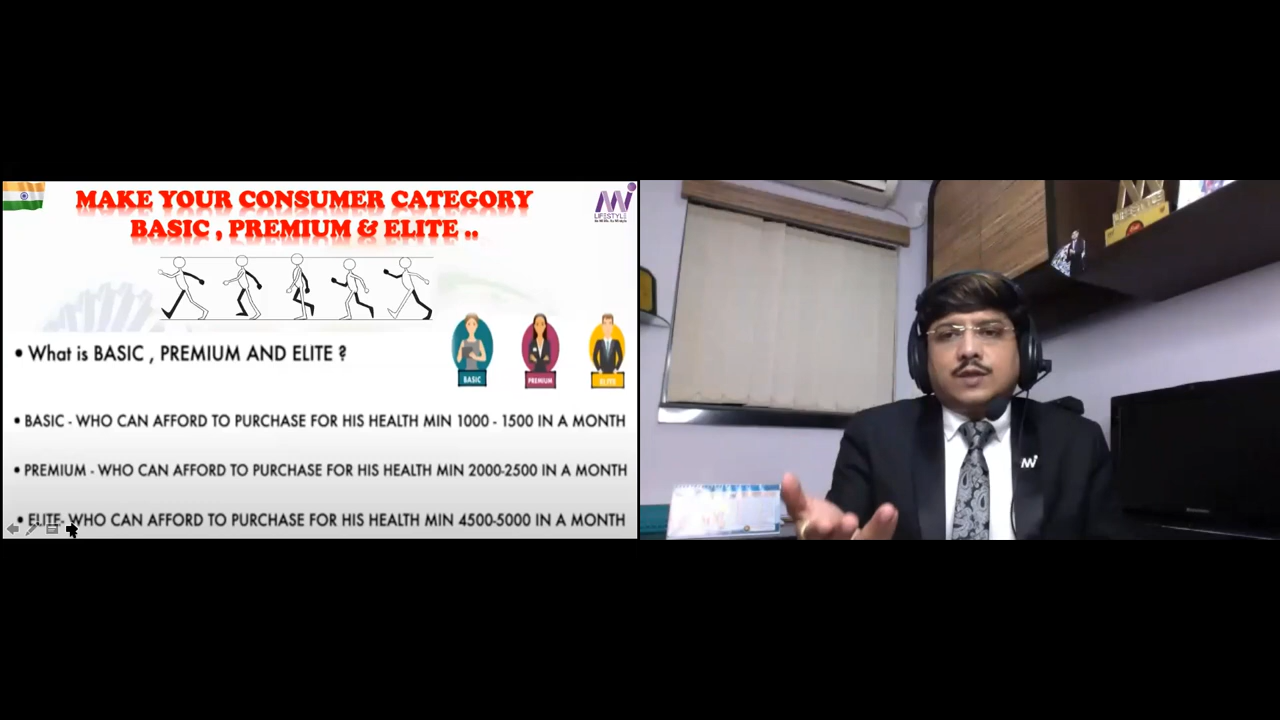 MAKE YOUR CONSUMER CATEGORY
BASIC , PREMIUM & ELITE ..
LIFESTYLE
• What is BASIC , PREMIUM AND ELITE ?
BASIC
PREMIUM
ELITE
• BASIC - WHO CAN AFFORD TO PURCHASE FOR HIS HEALTH MIN 1000 - 1500 IN A MONTH
• PREMIUM - WHO CAN AFFORD TO PURCHASE FOR HIS HEALTH MIN 2000-2500 IN A MONTH
• ELITE- WHO CAN AFFORD TO PURCHASE FOR HIS HEALTH MIN 4500-5000 IN A MONTH